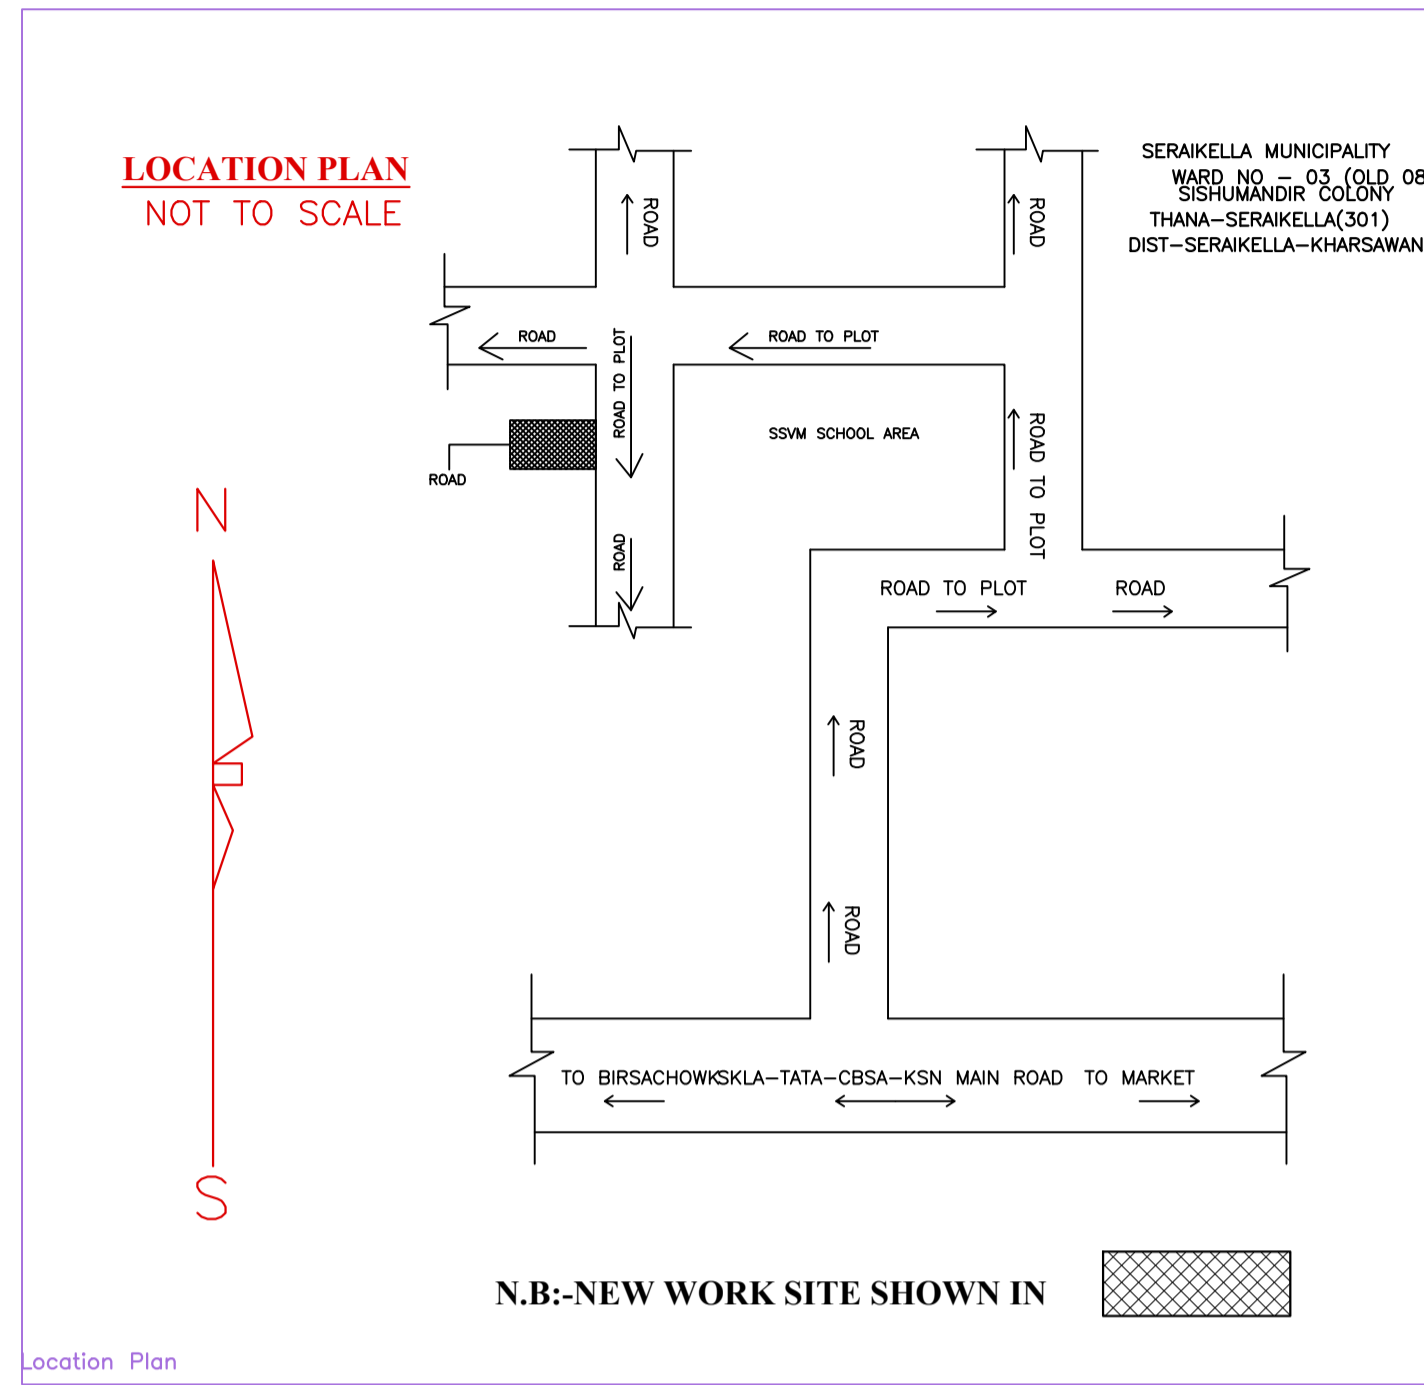 LOCATION PLAN
NOT TO SCALE
SERAIKELLA MUNICIPALITY
WARD NO - 03 (OLD 08
SISHUMANDIR COLONY
THANA-SERAIKELLA(301)
DIST-SERAIKELLA-KHARSAWAN
ROAD
ROAD
ROAD
ROAD TO PLOT
ROAD TO PLOT
SSVM SCHOOL AREA
ROAD TO PLOT
ROAD
N
ROAD
ROAD TO PLOT
ROAD
ROAD
ROAD
TO BIRSACHOWK
SKLA-TATA-CBSA-KSN MAIN ROAD
TO MARKET
S
N.B:-NEW WORK SITE SHOWN IN
Location Plan